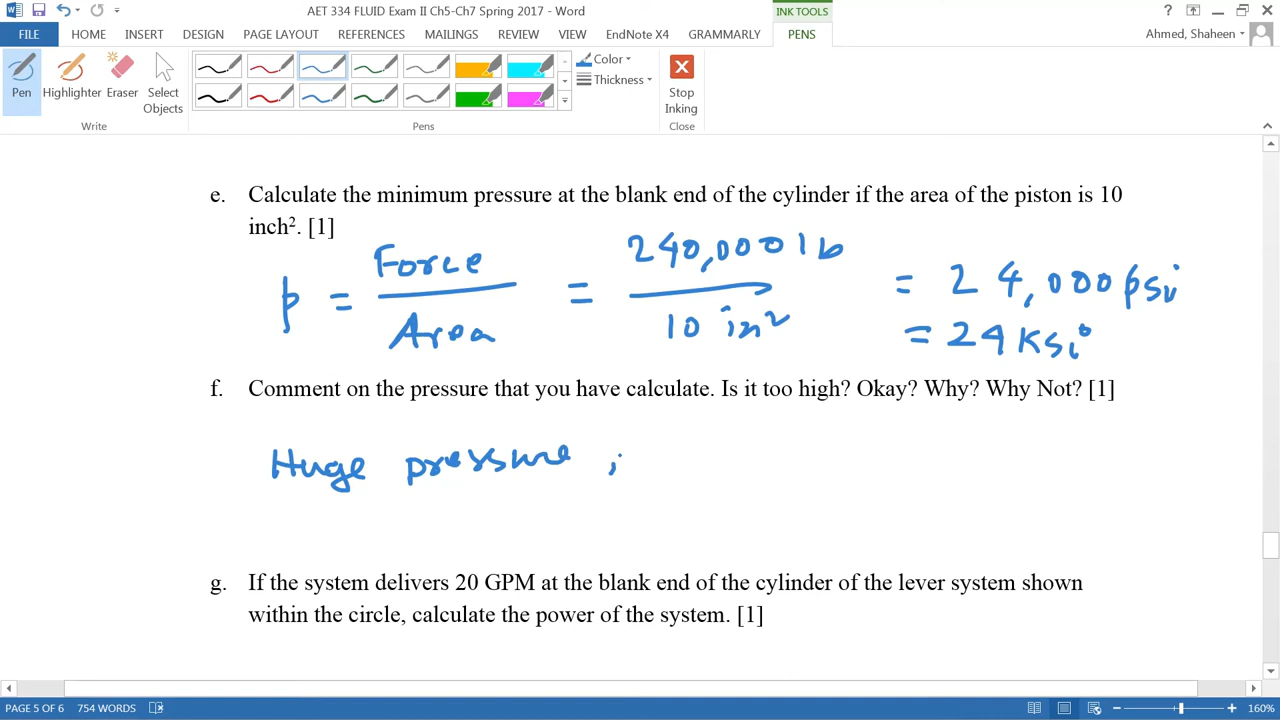 AET 334 FLUID Exam II Ch5-Ch7 Spring 2017 - Word
INK TOOLS
FILE HOME INSERT DESIGN PAGE LAYOUT REFERENCES MAILINGS REVIEW VIEW EndNote X4 GRAMMARLY PENS
Ahmed, Shaheen
Pen Highlighter Eraser Select Objects
Color
Thickness
Stop Inking
Write Pens Close
e. Calculate the minimum pressure at the blank end of the cylinder if the area of the piston is 10
inch². [1]
p = Force / Area = 240,000 lb / 10 in² = 24,000 psi
= 24 ksi
f. Comment on the pressure that you have calculate. Is it too high? Okay? Why? Why Not? [1]
Huge pressure ,
g. If the system delivers 20 GPM at the blank end of the cylinder of the lever system shown
within the circle, calculate the power of the system. [1]
PAGE 5 OF 6 754 WORDS 160%